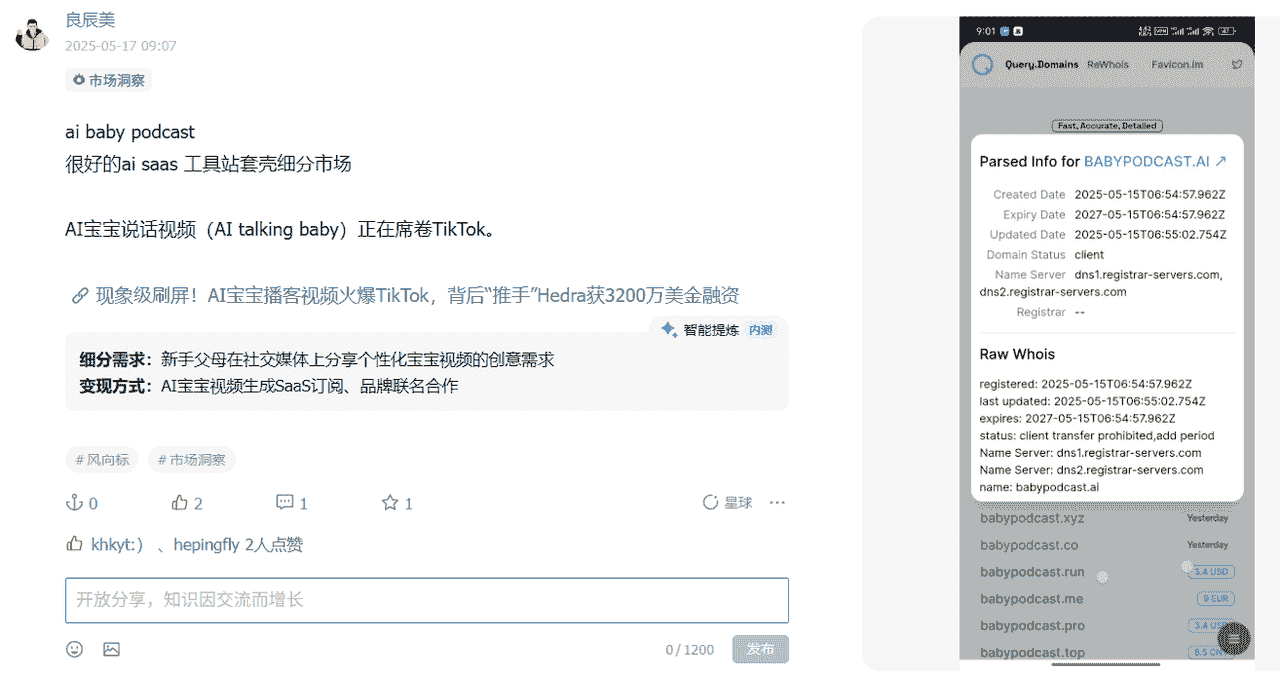 良辰美
2025-05-17 09:07
市场洞察
ai baby podcast
很好的ai saas 工具站套壳细分市场
AI宝宝说话视频（AI talking baby）正在席卷TikTok。
现象级刷屏！AI宝宝播客视频火爆TikTok，背后“推手”Hedra获3200万美金融资
智能提炼 内测
细分需求：新手父母在社交媒体上分享个性化宝宝视频的创意需求
变现方式：AI宝宝视频生成SaaS订阅、品牌联名合作
#风向标 #市场洞察
0 2 1 1 星球 ···
khkyt:） 、hepingfly 2人点赞
开放分享，知识因交流而增长
0 / 1200 发布
9:01
Query.Domains ReWhois Favicon.im
Fast, Accurate, Detailed
Parsed Info for BABYPODCAST.AI ↗
Created Date 2025-05-15T06:54:57.962Z
Expiry Date 2027-05-15T06:54:57.962Z
Updated Date 2025-05-15T06:55:02.754Z
Domain Status client
Name Server dns1.registrar-servers.com,
dns2.registrar-servers.com
Registrar --
Raw Whois
registered: 2025-05-15T06:54:57.962Z
last updated: 2025-05-15T06:55:02.754Z
expires: 2027-05-15T06:54:57.962Z
status: client transfer prohibited,add period
Name Server: dns1.registrar-servers.com
Name Server: dns2.registrar-servers.com
name: babypodcast.ai
babypodcast.xyz Yesterday
babypodcast.co Yesterday
babypodcast.run 3.4 USD
babypodcast.me 9 EUR
babypodcast.pro 3.4
babypodcast.top 6.5